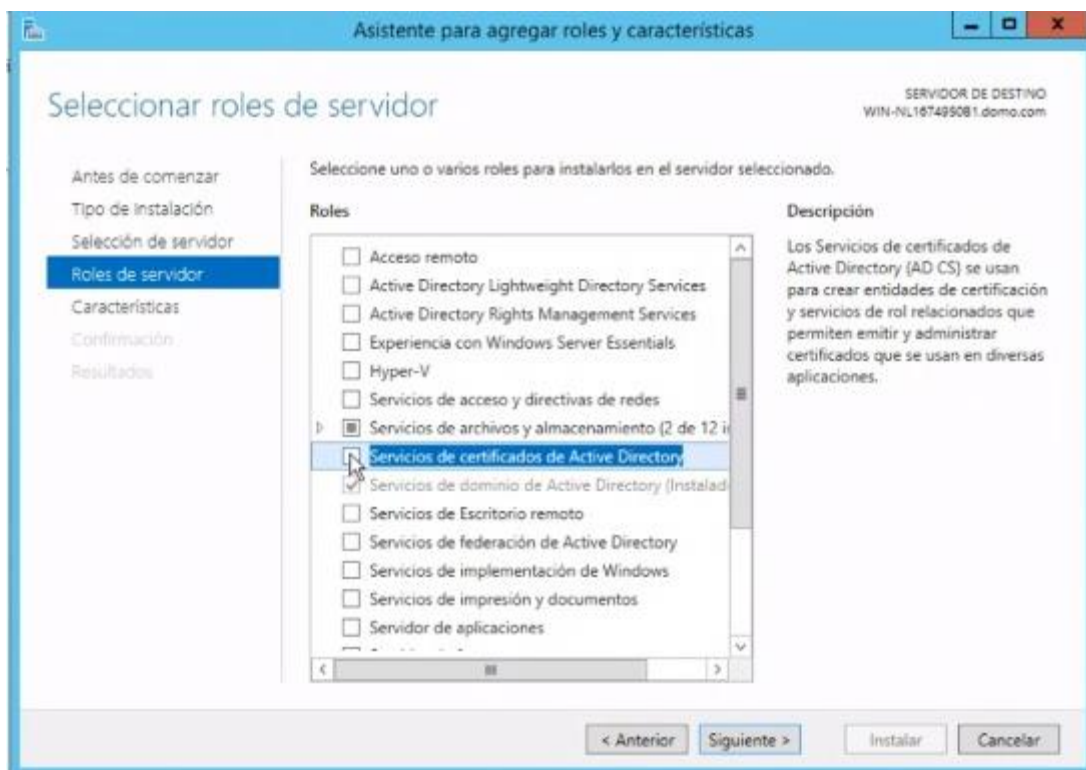 Asistente para agregar roles y características
Seleccionar roles de servidor
SERVIDOR DE DESTINO
WIN-NL167495081.domo.com
Antes de comenzar
Tipo de instalación
Selección de servidor
Roles de servidor
Características
Confirmación
Resultados
Seleccione uno o varios roles para instalarlos en el servidor seleccionado.
Roles
Acceso remoto
Active Directory Lightweight Directory Services
Active Directory Rights Management Services
Experiencia con Windows Server Essentials
Hyper-V
Servicios de acceso y directivas de redes
Servicios de archivos y almacenamiento (2 de 12 i
Servicios de certificados de Active Directory
Servicios de dominio de Active Directory (Instalad
Servicios de Escritorio remoto
Servicios de federación de Active Directory
Servicios de implementación de Windows
Servicios de impresión y documentos
Servidor de aplicaciones
Descripción
Los Servicios de certificados de
Active Directory (AD CS) se usan
para crear entidades de certificación
y servicios de rol relacionados que
permiten emitir y administrar
certificados que se usan en diversas
aplicaciones.
< Anterior
Siguiente >
Instalar
Cancelar